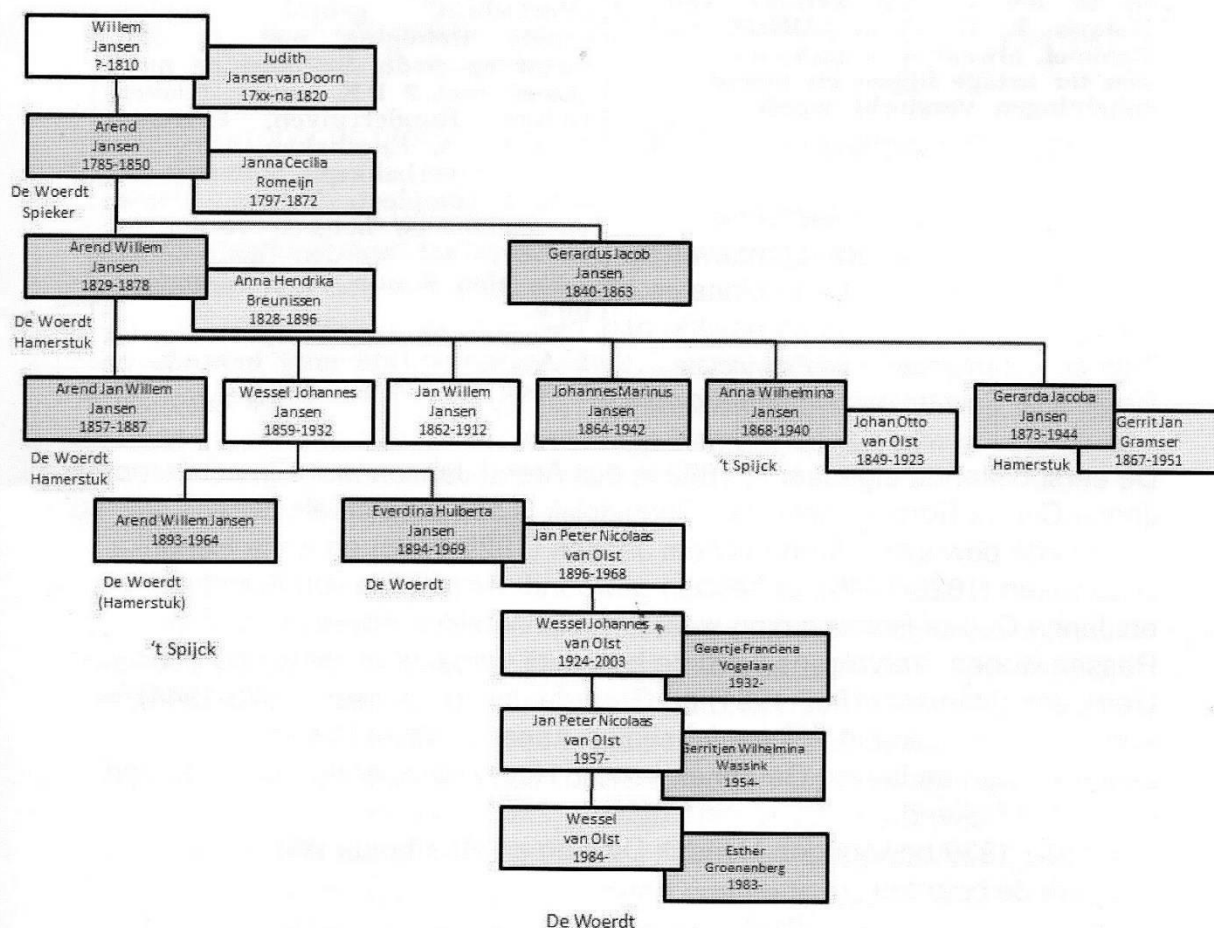 Willem
Jansen
?-1810
Judith
Jansen van Doorn
17xx-na 1820
Arend
Jansen
1785-1850
Janna Cecilia
Romeijn
1797-1872
De Woerdt
Spieker
Arend Willem
Jansen
1829-1878
Gerardus Jacob
Jansen
1840-1863
Anna Hendrika
Breunissen
1828-1896
De Woerdt
Hamerstuk
Arend Jan Willem
Jansen
1857-1887
Wessel Johannes
Jansen
1859-1932
Jan Willem
Jansen
1862-1912
Johannes Marinus
Jansen
1864-1942
Anna Wilhelmina
Jansen
1868-1940
Johan Otto
van Olst
1849-1923
Gerarda Jacoba
Jansen
1873-1944
Gerrit Jan
Gramser
1867-1951
De Woerdt
Hamerstuk
't Spijck
Hamerstuk
Arend Willem Jansen
1893-1964
Everdina Huiberta
Jansen
1894-1969
Jan Peter Nicolaas
van Olst
1896-1968
De Woerdt
(Hamerstuk)
De Woerdt
't Spijck
Wessel Johannes
van Olst
1924-2003
Geertje Franciena
Vogelaar
1932-
Jan Peter Nicolaas
van Olst
1957-
Gerritjen Wilhelmina
Wassink
1954-
Wessel
van Olst
1984-
Esther
Groenenberg
1983-
De Woerdt